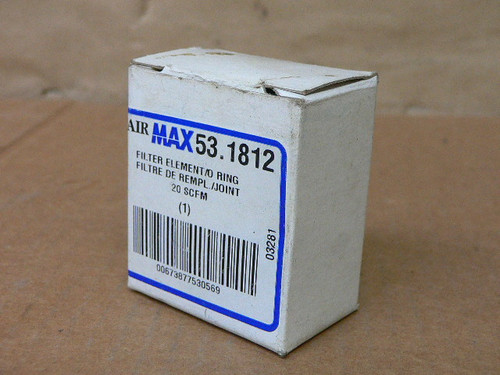 AIR MAX 53.1812
FILTER ELEMENT/O RING
FILTRE DE REMPL./JOINT
20 SCFM
(1)
03281
00673877530569